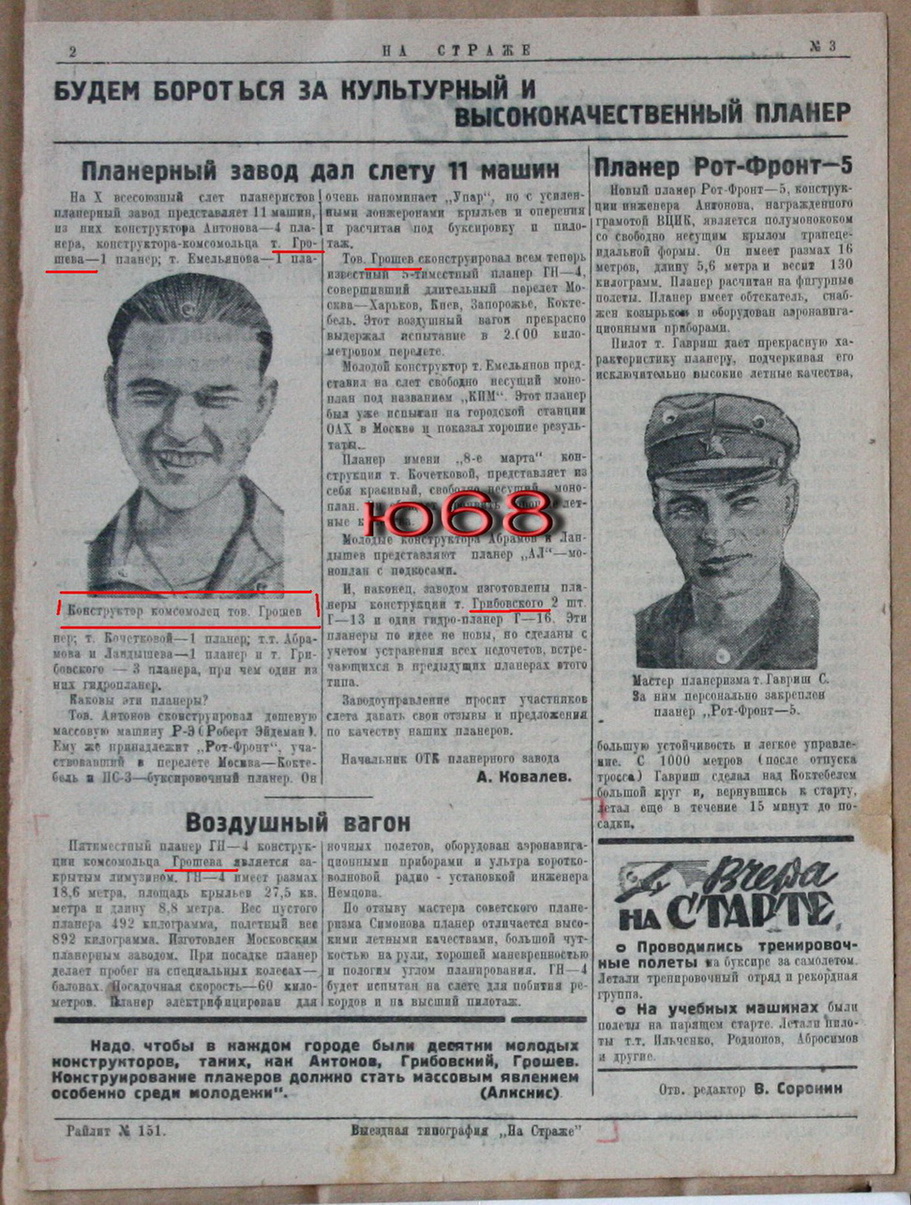 2
НА СТРАЖЕ
№ 3
БУДЕМ БОРОТЬСЯ ЗА КУЛЬТУРНЫЙ И
ВЫСОКОКАЧЕСТВЕННЫЙ ПЛАНЕР
Планерный завод дал слету 11 машин
На X всесоюзный слет планеристов
планерный завод представляет 11 машин,
из них конструктора Антонова—4 пла-
нера, конструктора-комсомольца т. Гро-
шева—1 планер; т. Емельянова—1 пла-
Конструктор комсомолец тов. Грошев
нер; т. Кочетковой—1 планер; т.т. Абра-
мова и Ландышева—1 планер и т. Гри-
бовского — 3 планера, при чем один из
них гидропланер.
Каковы эти планеры?
Тов. Антонов сконструировал дешевую
массовую машину Р-Э (Роберт Эйдеман).
Ему же принадлежит „Рот-Фронт“, уча-
ствовавший в перелете Москва—Кокте-
бель и ПС-3—буксировочный планер. Он
очень напоминает „Упар“, но с усилен-
ными лонжеронами крыльев и оперения
и расчитан под буксировку и пило-
таж.
Тов. Грошев сконструировал всем теперь
известный 5-тиместный планер ГН—4,
совершивший длительный перелет Мо-
сква—Харьков, Киев, Запорожье, Кокте-
бель. Этот воздушный вагон прекрасно
выдержал испытание в 2.000 кило-
метровом перелете.
Молодой конструктор т. Емельянов пред-
ставил на слет свободно несущий моно-
план под названием „КИМ“. Этот планер
был уже испытан на городской станции
ОАХ в Москве и показал хорошие резуль-
таты.
Планер имени „8-е марта“ кон-
струкции т. Кочетковой, представляет из
себя красивый, свободно несущий моно-
план.
лет-
ные
ю68
Молодые конструктора Абрамов и Лан-
дышев представляют планер „АЛ“—мо-
ноплан с подкосами.
И, наконец, заводом изготовлены пла-
неры конструкции т. Грибовского 2 шт.
Г—13 и один гидро-планер Г—16. Эти
планеры по идее не новы, но сделаны с
учетом устранения всех недочетов, встре-
чающихся в предыдущих планерах этого
типа.
Заводоуправление просит участников
слета давать свои отзывы и предложения
по качеству наших планеров.
Начальник ОТК планерного завода
А. Ковалев.
Воздушный вагон
Пятиместный планер ГН—4 конструк-
ции комсомольца Грошева является за-
крытым лимузином. ГН—4 имеет размах
18,6 метра, площадь крыльев 27,5 кв.
метра и длину 8,8 метра. Вес пустого
планера 492 килограмма, полетный вес
892 килограмма. Изготовлен Московским
планерным заводом. При посадке планер
делает пробег на специальных колесах—
баловах. Посадочная скорость—60 кило-
метров. Планер электрифицирован для
ночных полетов, оборудован аэронавига-
ционными приборами и ультра коротко-
волновой радио - установкой инженера
Немцова.
По отзыву мастера советского плане-
ризма Симонова планер отличается высо-
кими летными качествами, большой чут-
костью на рули, хорошей маневренностью
и пологим углом планирования. ГН—4
будет испытан на слете для побития ре-
кордов и на высший пилотаж.
Надо чтобы в каждом городе были десятки молодых
конструкторов, таких, как Антонов, Грибовский, Грошев.
Конструирование планеров должно стать массовым явлением
особенно среди молодежи“.
(Алкснис)
Планер Рот-Фронт—5
Новый планер Рот-Фронт—5, конструк-
ции инженера Антонова, награжденного
грамотой ВЦИК, является полумонококом
со свободно несущим крылом трапеце-
идальной формы. Он имеет размах 16
метров, длину 5,6 метра и весит 130
килограмм. Планер расчитан на фигурные
полеты. Планер имеет обтекатель, снаб-
жен козырьком и оборудован аэронавига-
ционными приборами.
Пилот т. Гавриш дает прекрасную ха-
рактеристику планеру, подчеркивая его
исключительно высокие летные качества,
Мастер планеризма т. Гавриш С.
За ним персонально закреплен
планер „Рот-Фронт—5.
большую устойчивость и легкое управле-
ние. С 1000 метров (после отпуска
тросса) Гавриш сделал над Коктебелем
большой круг и, вернувшись к старту,
летал еще в течение 15 минут до по-
садки.
Вчера
НА СТАРТЕ
о Проводились тренировоч-
ные полеты на буксире за самолетом.
Летали тренировочный отряд и рекордная
группа.
о На учебных машинах были
полеты на парящем старте. Летали пило-
ты т.т. Ильченко, Родионов, Абросимов
и другие.
Отв. редактор В. Соронин
Райлит № 151.
Выездная типография „На Страже“